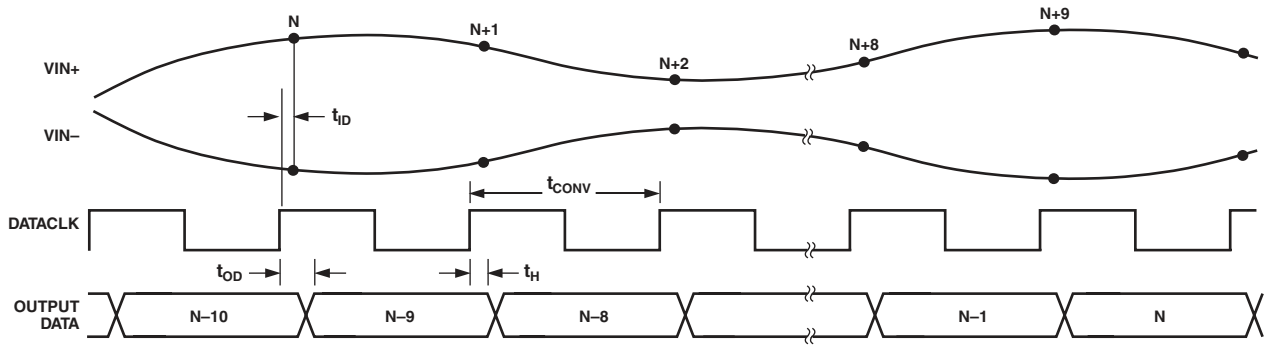 N
N+1
N+2
N+8
N+9
VIN+
VIN–
tID
tCONV
DATACLK
tOD
tH
OUTPUT
DATA
N–10
N–9
N–8
N–1
N